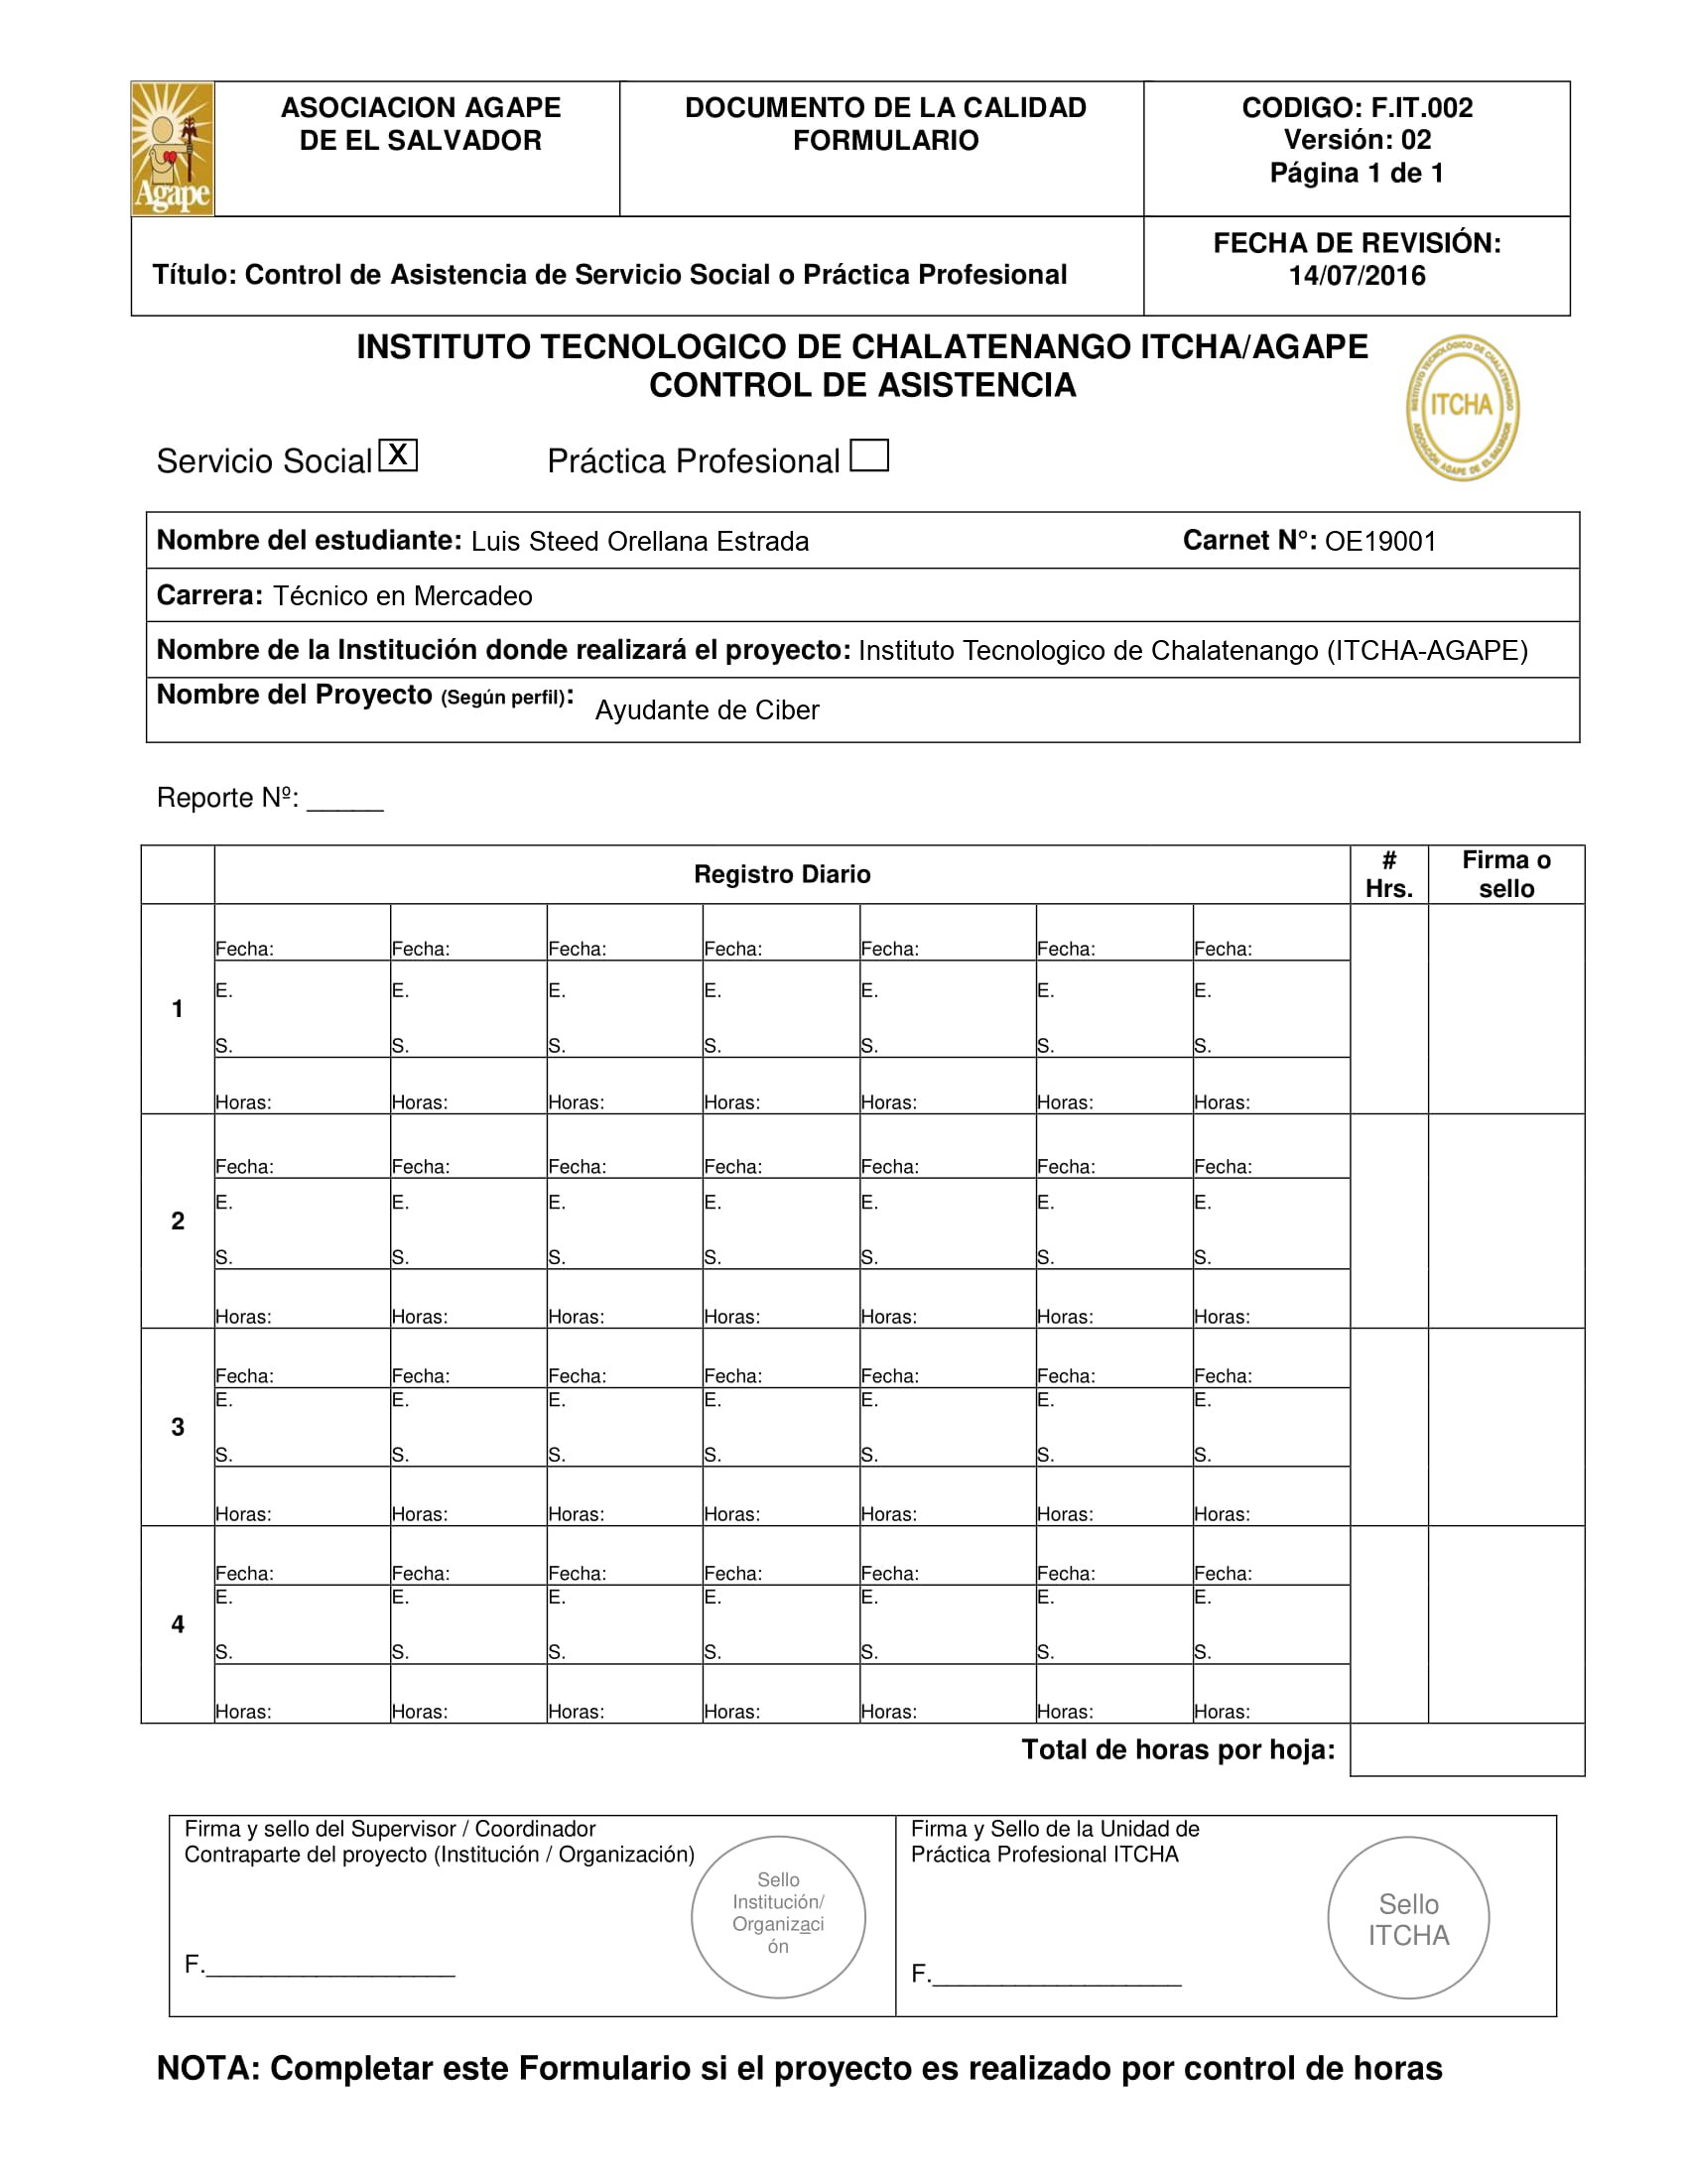 Agape
ASOCIACION AGAPE
DE EL SALVADOR
DOCUMENTO DE LA CALIDAD
FORMULARIO
CODIGO: F.IT.002
Versión: 02
Página 1 de 1
Título: Control de Asistencia de Servicio Social o Práctica Profesional
FECHA DE REVISIÓN:
14/07/2016
INSTITUTO TECNOLOGICO DE CHALATENANGO ITCHA/AGAPE
CONTROL DE ASISTENCIA
INSTITUTO TECNOLÓGICO DE CHALATENANGO
ITCHA
ASOCIACIÓN AGAPE DE EL SALVADOR
Servicio Social X Práctica Profesional
Nombre del estudiante: Luis Steed Orellana Estrada Carnet N°: OE19001
Carrera: Técnico en Mercadeo
Nombre de la Institución donde realizará el proyecto: Instituto Tecnologico de Chalatenango (ITCHA-AGAPE)
Nombre del Proyecto (Según perfil): Ayudante de Ciber
Reporte Nº: _____
Registro Diario # Hrs. Firma o sello
1
Fecha: Fecha: Fecha: Fecha: Fecha: Fecha: Fecha:
E. E. E. E. E. E. E.
S. S. S. S. S. S. S.
Horas: Horas: Horas: Horas: Horas: Horas: Horas:
2
Fecha: Fecha: Fecha: Fecha: Fecha: Fecha: Fecha:
E. E. E. E. E. E. E.
S. S. S. S. S. S. S.
Horas: Horas: Horas: Horas: Horas: Horas: Horas:
3
Fecha: Fecha: Fecha: Fecha: Fecha: Fecha: Fecha:
E. E. E. E. E. E. E.
S. S. S. S. S. S. S.
Horas: Horas: Horas: Horas: Horas: Horas: Horas:
4
Fecha: Fecha: Fecha: Fecha: Fecha: Fecha: Fecha:
E. E. E. E. E. E. E.
S. S. S. S. S. S. S.
Horas: Horas: Horas: Horas: Horas: Horas: Horas:
Total de horas por hoja:
Firma y sello del Supervisor / Coordinador
Contraparte del proyecto (Institución / Organización)
Sello
Institución/
Organizaci
ón
F.____________________
Firma y Sello de la Unidad de
Práctica Profesional ITCHA
Sello
ITCHA
F.____________________
NOTA: Completar este Formulario si el proyecto es realizado por control de horas